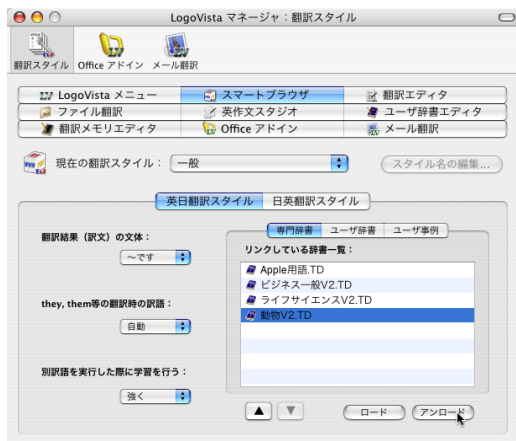 LogoVista マネージャ：翻訳スタイル
翻訳スタイル Office アドイン メール翻訳
LogoVista メニュー スマートブラウザ 翻訳エディタ
ファイル翻訳 英作文スタジオ ユーザ辞書エディタ
翻訳メモリエディタ Office アドイン メール翻訳
現在の翻訳スタイル： 一般 スタイル名の編集...
英日翻訳スタイル 日英翻訳スタイル
専門辞書 ユーザ辞書 ユーザ事例
翻訳結果（訳文）の文体：
～です
they, them等の翻訳時の訳語：
自動
別訳語を実行した際に学習を行う：
強く
リンクしている辞書一覧：
Apple用語.TD
ビジネス一般V2.TD
ライフサイエンスV2.TD
動物V2.TD
ロード アンロード